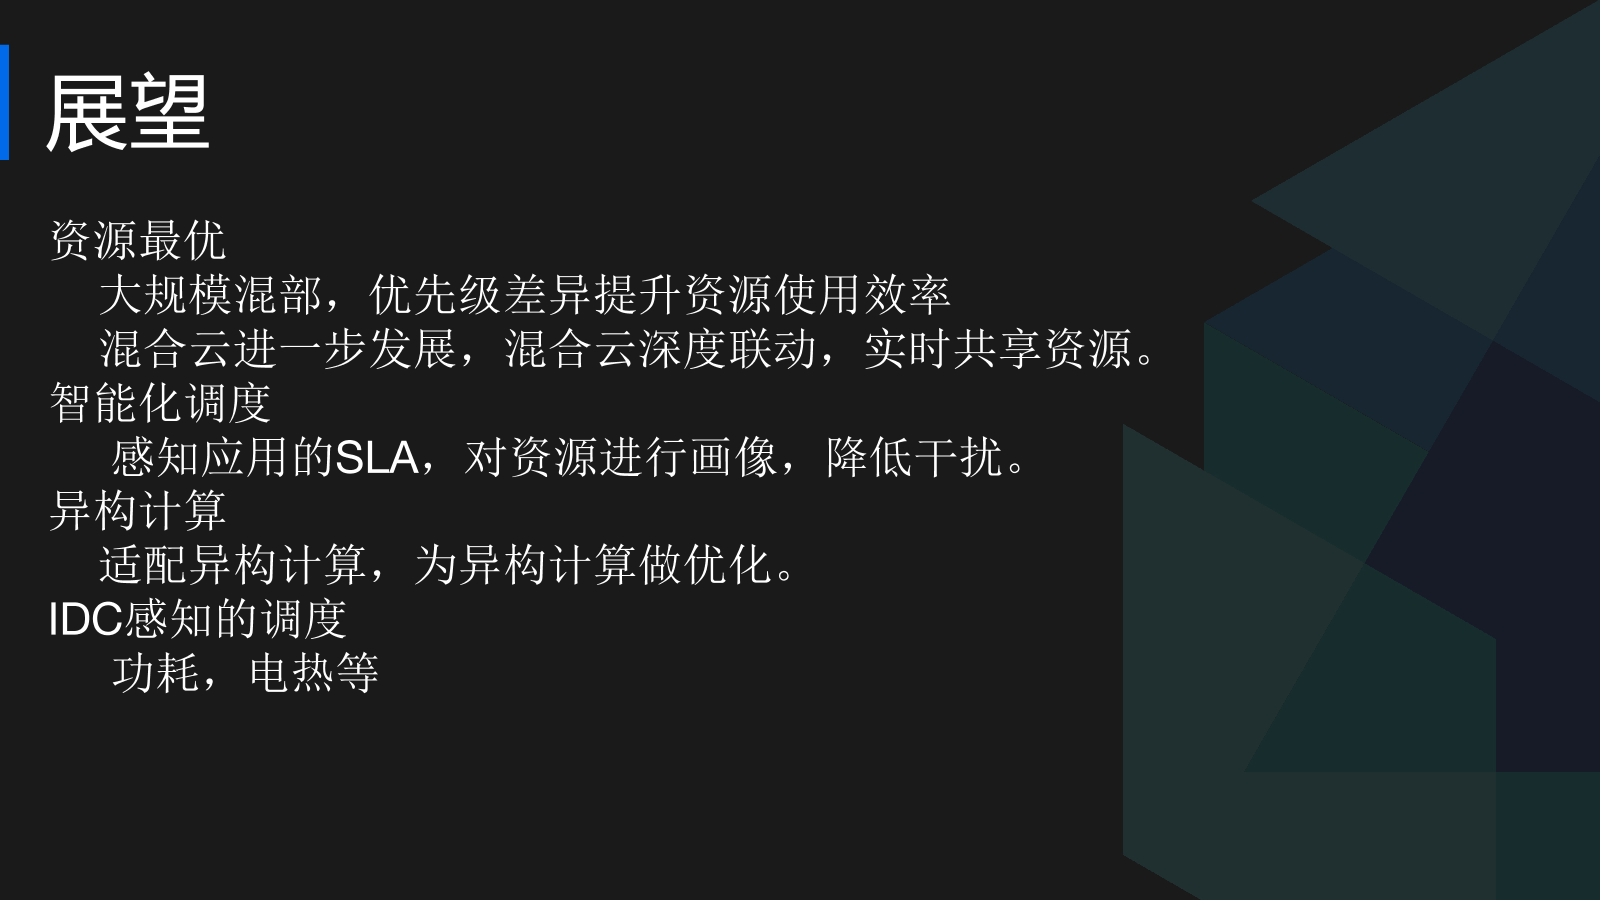 展望
资源最优
大规模混部，优先级差异提升资源使用效率
混合云进一步发展，混合云深度联动，实时共享资源。
智能化调度
感知应用的SLA，对资源进行画像，降低干扰。
异构计算
适配异构计算，为异构计算做优化。
IDC感知的调度
功耗，电热等